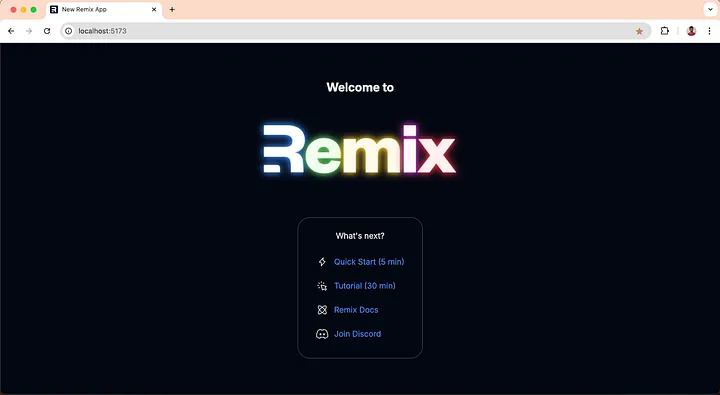 New Remix App
localhost:5173
Welcome to
Remix
What's next?
Quick Start (5 min)
Tutorial (30 min)
Remix Docs
Join Discord